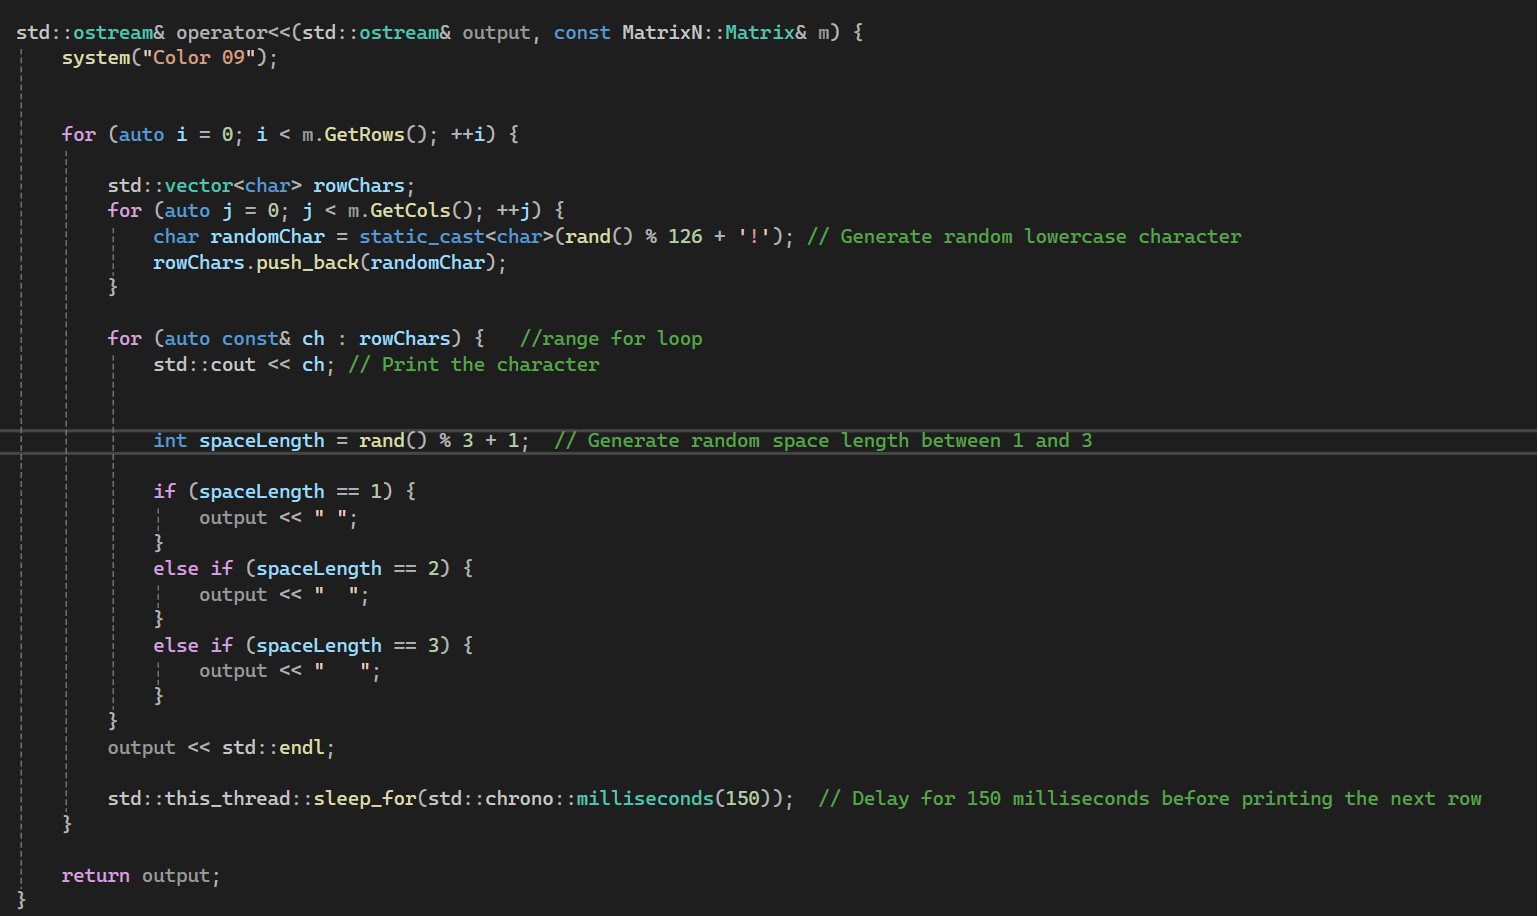 std::ostream& operator<<(std::ostream& output, const MatrixN::Matrix& m) {
    system("Color 09");
    for (auto i = 0; i < m.GetRows(); ++i) {
        std::vector<char> rowChars;
        for (auto j = 0; j < m.GetCols(); ++j) {
            char randomChar = static_cast<char>(rand() % 126 + '!'); // Generate random lowercase character
            rowChars.push_back(randomChar);
        }
        for (auto const& ch : rowChars) {   //range for loop
            std::cout << ch; // Print the character
            int spaceLength = rand() % 3 + 1;  // Generate random space length between 1 and 3
            if (spaceLength == 1) {
                output << " ";
            }
            else if (spaceLength == 2) {
                output << "  ";
            }
            else if (spaceLength == 3) {
                output << "   ";
            }
        }
        output << std::endl;
        std::this_thread::sleep_for(std::chrono::milliseconds(150));  // Delay for 150 milliseconds before printing the next row
    }
    return output;
}